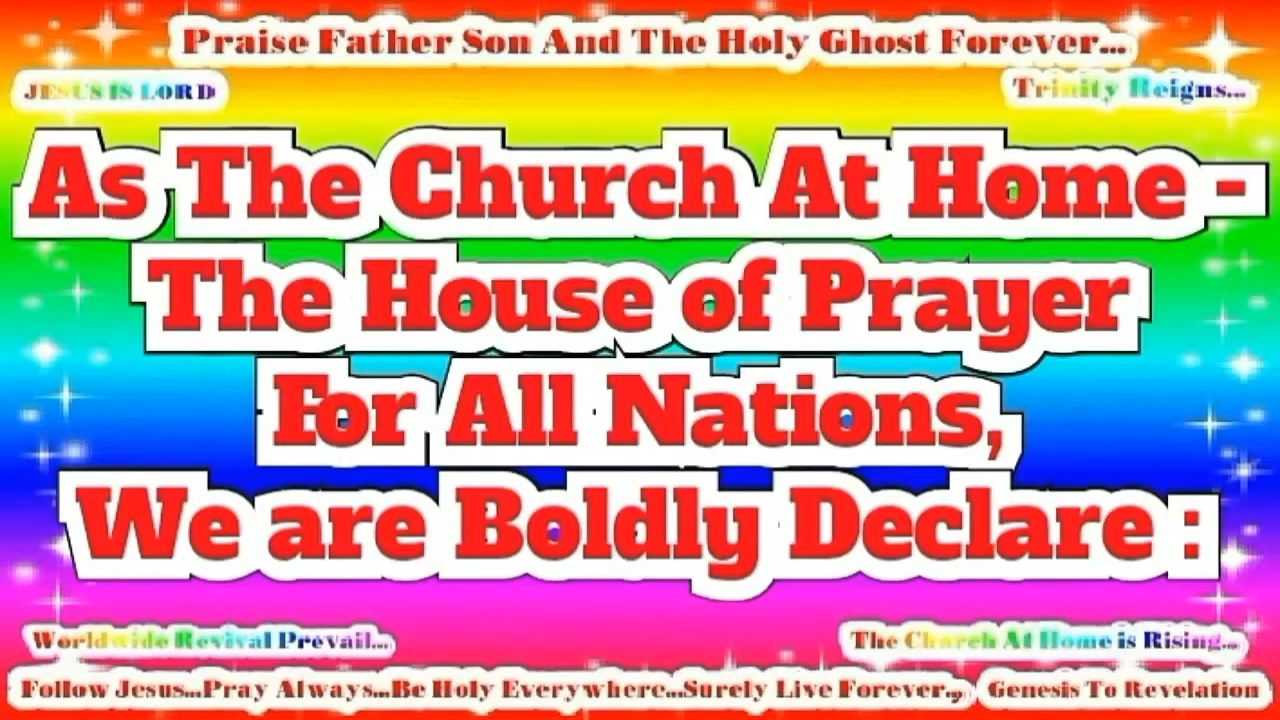 Praise Father Son And The Holy Ghost Forever...
JESUS IS LORD
Trinity Reigns...
As The Church At Home -
The House of Prayer
For All Nations,
We are Boldly Declare :
Worldwide Revival Prevail...
The Church At Home is Rising...
Follow Jesus...Pray Always...Be Holy Everywhere...Surely Live Forever..,
Genesis To Revelation